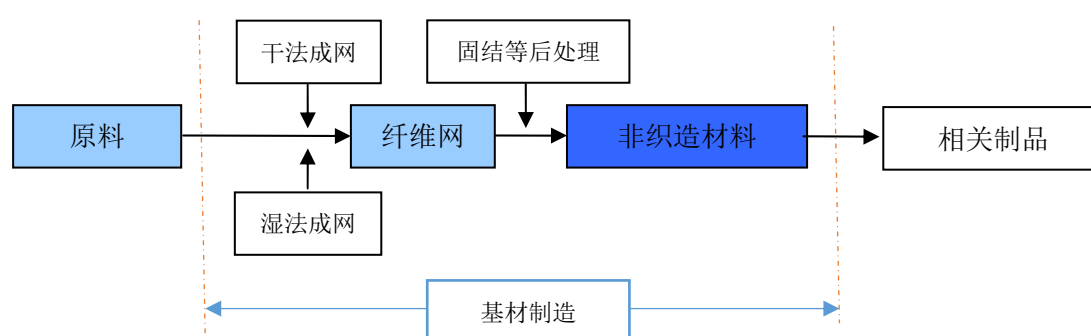 干法成网
固结等后处理
原料
纤维网
非织造材料
相关制品
湿法成网
基材制造